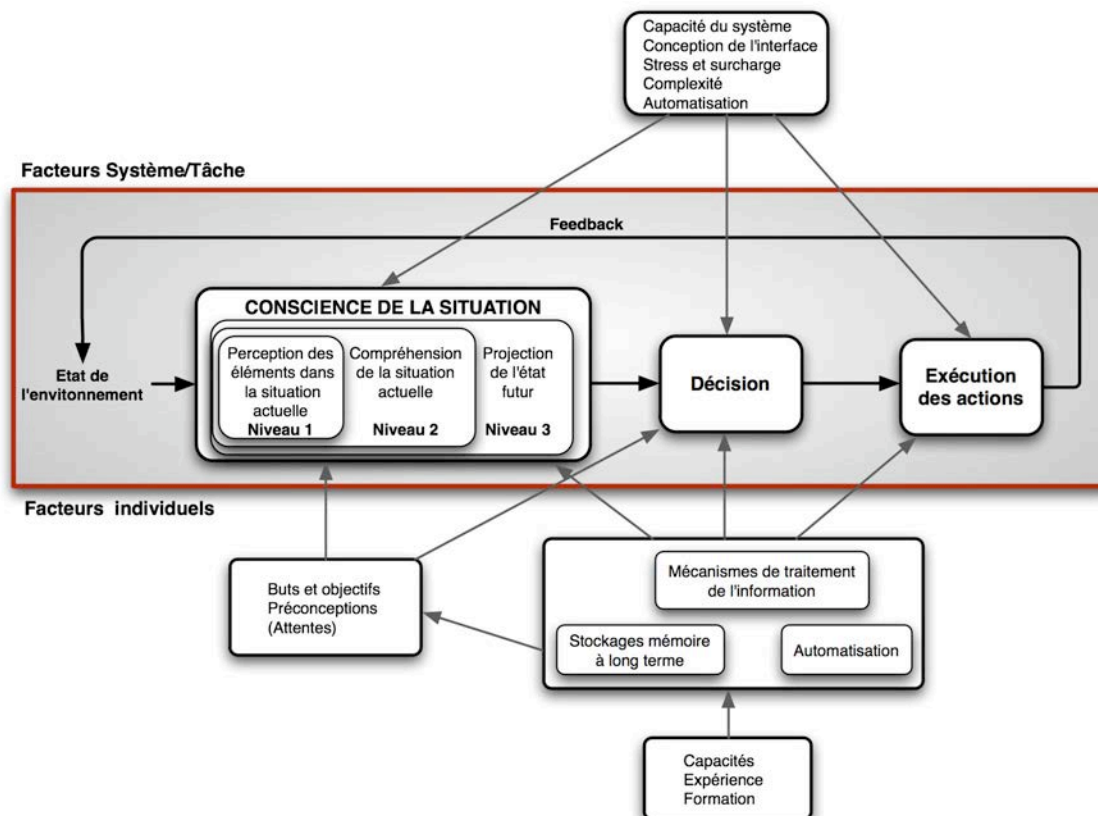 Capacité du système
Conception de l'interface
Stress et surcharge
Complexité
Automatisation
Facteurs Système/Tâche
Feedback
CONSCIENCE DE LA SITUATION
Perception des
éléments dans
la situation
actuelle
Niveau 1
Compréhension
de la situation
actuelle
Niveau 2
Projection
de l'état
futur
Niveau 3
Etat de
l'envitonnement
Décision
Exécution
des actions
Facteurs individuels
Buts et objectifs
Préconceptions
(Attentes)
Mécanismes de traitement
de l'information
Stockages mémoire
à long terme
Automatisation
Capacités
Expérience
Formation